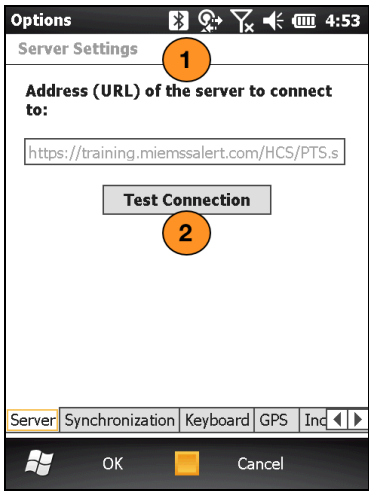 Options 4:53
Server Settings
1
Address (URL) of the server to connect
to:
https://training.miemssalert.com/HCS/PTS.s
Test Connection
2
Server Synchronization Keyboard GPS Inc
OK Cancel